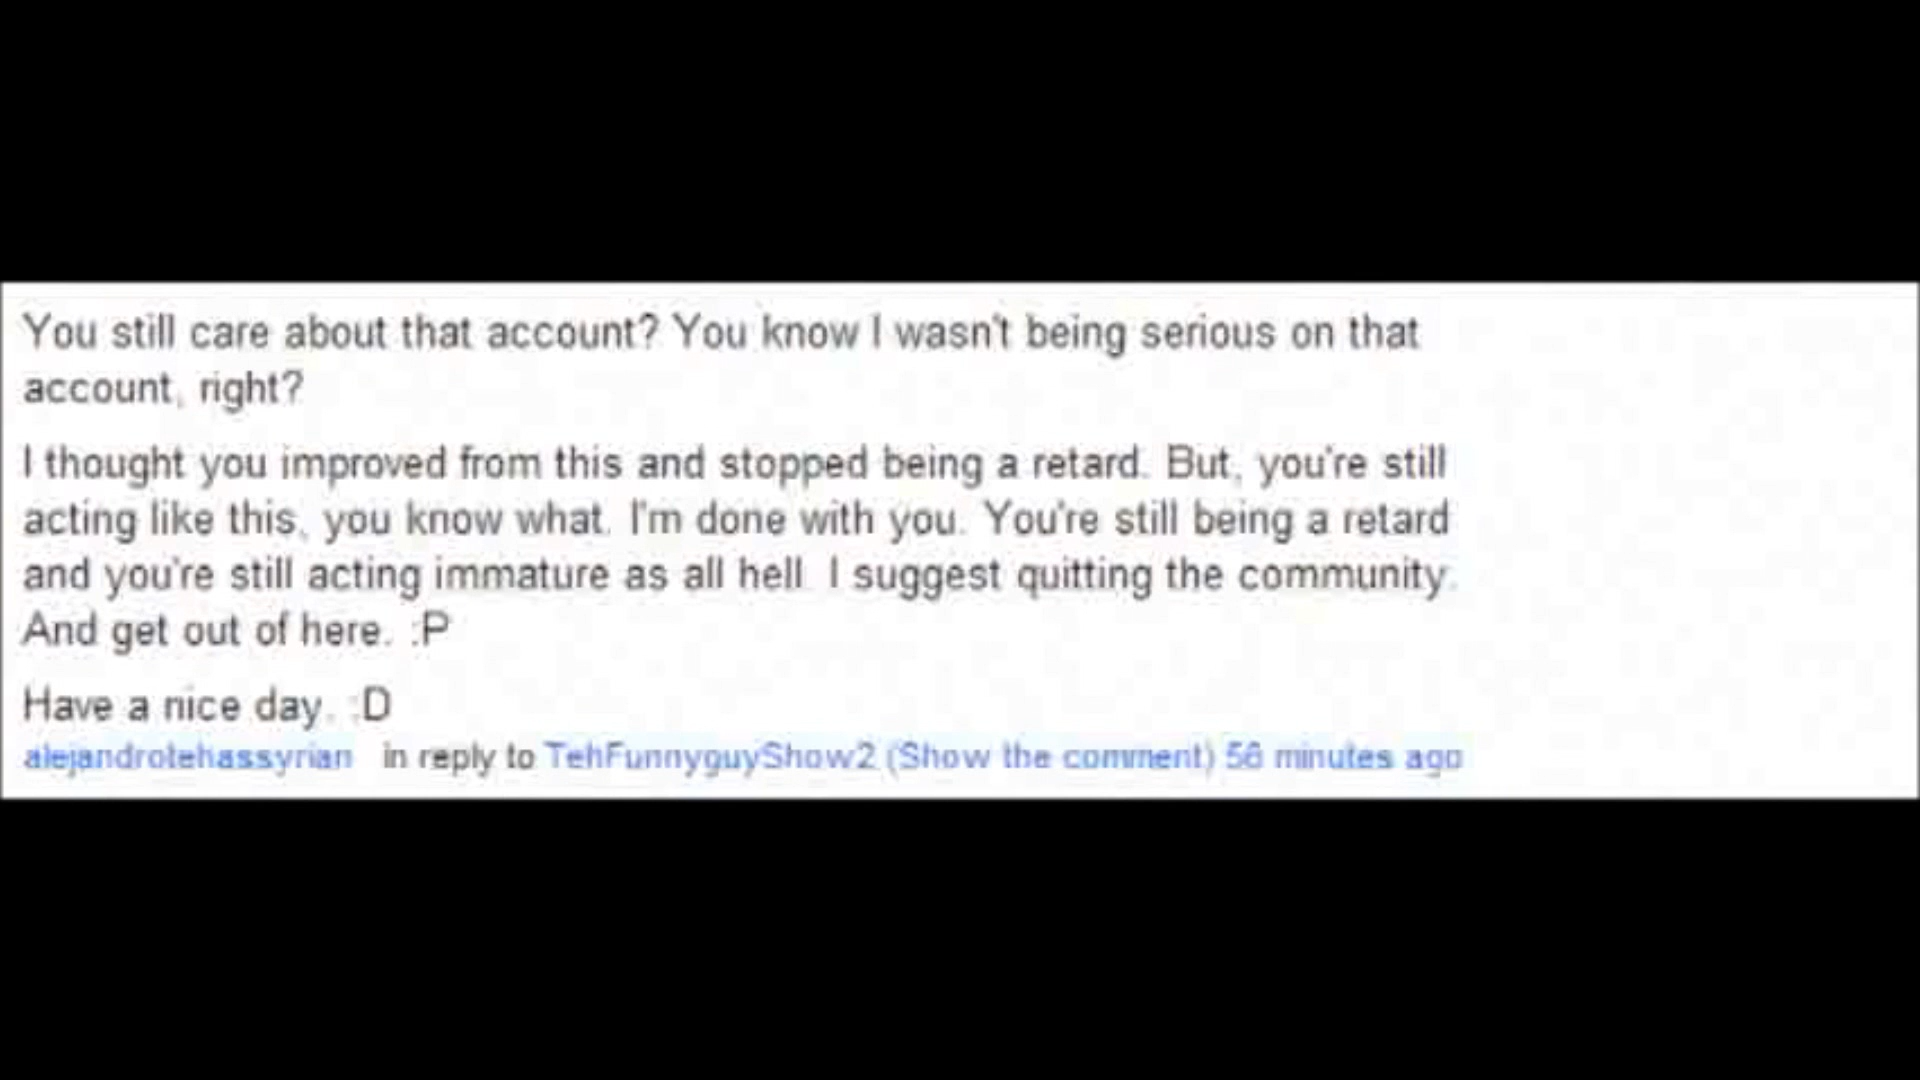 You still care about that account? You know I wasn't being serious on that
account, right?
I thought you improved from this and stopped being a retard. But, you're still
acting like this, you know what. I'm done with you. You're still being a retard
and you're still acting immature as all hell. I suggest quitting the community.
And get out of here. :P
Have a nice day. :D
alejandrotehassyrian in reply to TehFunnyguyShow2 (Show the comment) 56 minutes ago